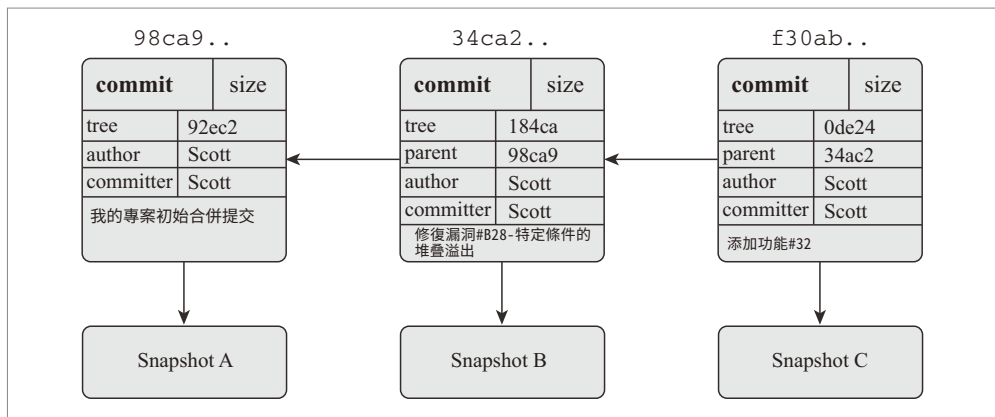 98ca9..
commit size
tree 92ec2
author Scott
committer Scott
我的專案初始合併提交
Snapshot A
34ca2..
commit size
tree 184ca
parent 98ca9
author Scott
committer Scott
修復漏洞#B28-特定條件的
堆疊溢出
Snapshot B
f30ab..
commit size
tree 0de24
parent 34ac2
author Scott
committer Scott
添加功能#32
Snapshot C